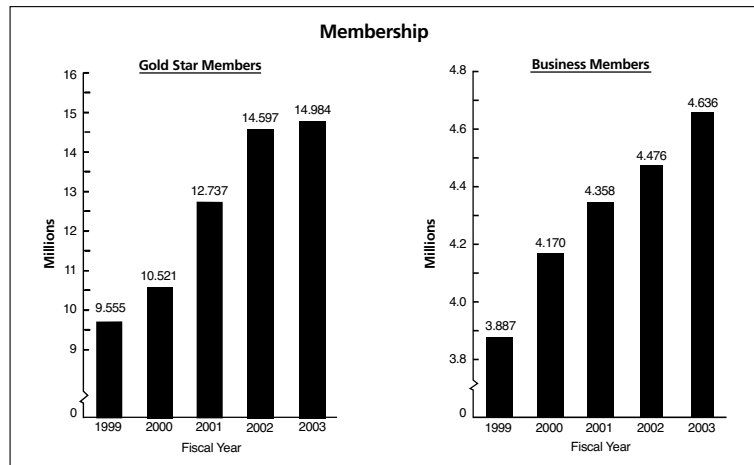 Membership
Gold Star Members
16
15
14
13
12
11
10
9
0
Millions
9.555
10.521
12.737
14.597
14.984
1999 2000 2001 2002 2003
Fiscal Year
Business Members
4.8
4.6
4.4
4.2
4.0
3.8
0
Millions
3.887
4.170
4.358
4.476
4.636
1999 2000 2001 2002 2003
Fiscal Year